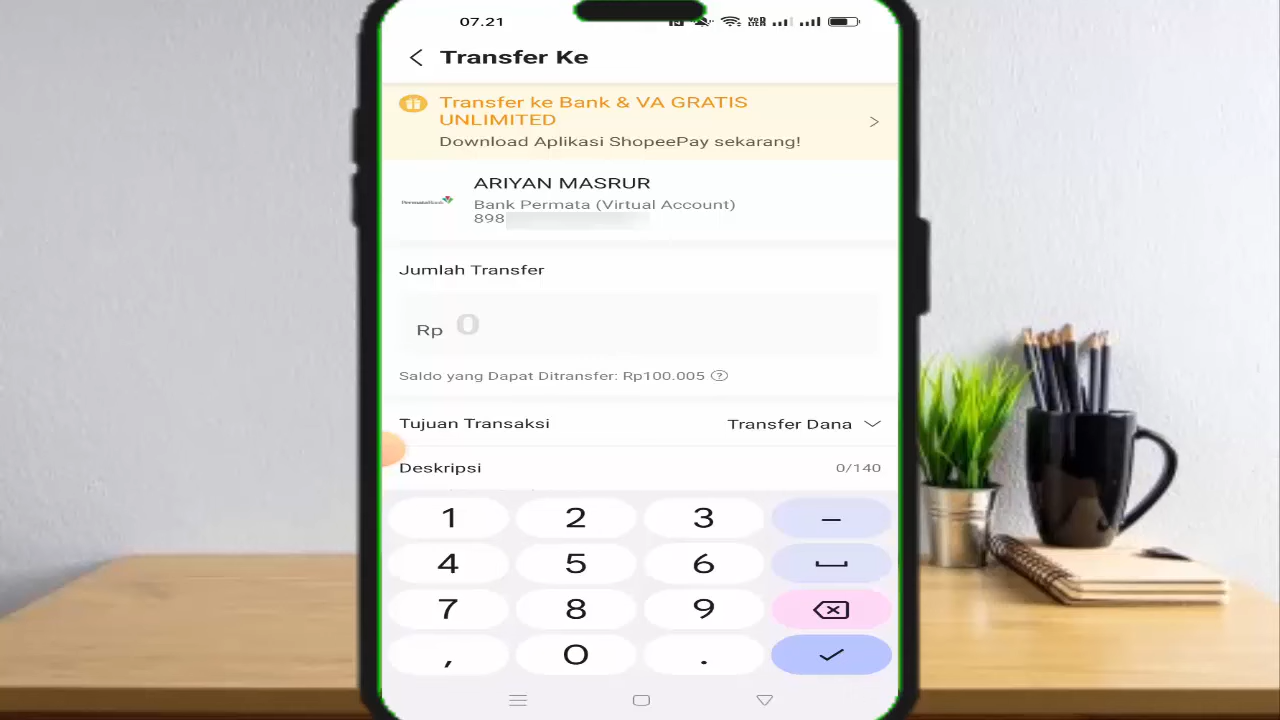 07.21
Transfer Ke
Transfer ke Bank & VA GRATIS
UNLIMITED
Download Aplikasi ShopeePay sekarang!
ARIYAN MASRUR
PermataBank
Bank Permata (Virtual Account)
898
Jumlah Transfer
Rp 0
Saldo yang Dapat Ditransfer: Rp100.005 ?
Tujuan Transaksi Transfer Dana
Deskripsi 0/140
1 2 3 –
4 5 6
7 8 9
, 0 .